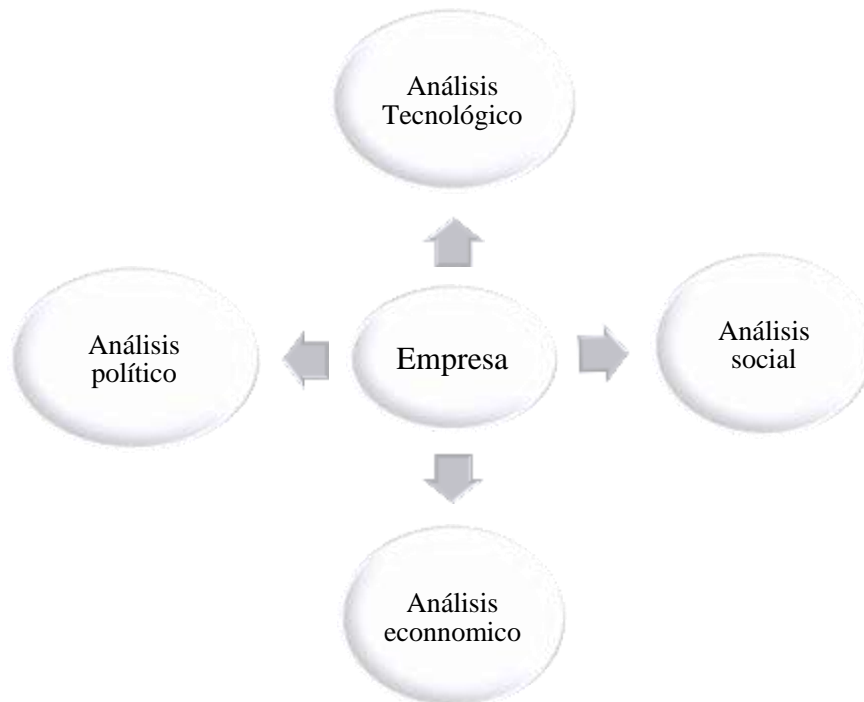 Análisis
Tecnológico
Análisis
político
Empresa
Análisis
social
Análisis
econnomico